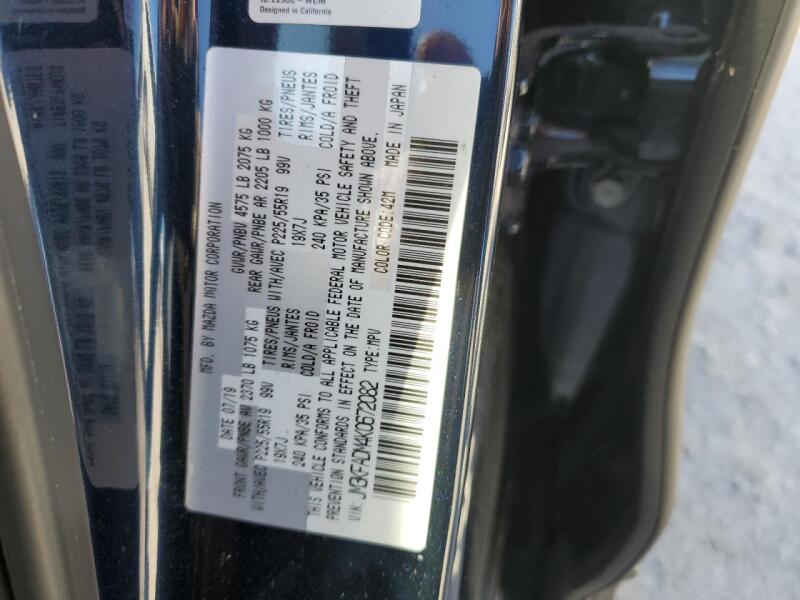 Designed in California
MFD. BY MAZDA MOTOR CORPORATION
DATE 07/19 GVWR/PNBV 4575 LB 2075 KG
FRONT GAWR/PNBE AV 2370 LB 1075 KG REAR GAWR/PNBE AR 2205 LB 1000 KG
WITH/AVEC P225/55R19 99V TIRES/PNEUS WITH/AVEC P225/55R19 99V TIRES/PNEUS
19X7J RIMS/JANTES 19X7J RIMS/JANTES
240 KPA/35 PSI COLD/A FROID 240 KPA/35 PSI COLD/A FROID
THIS VEHICLE CONFORMS TO ALL APPLICABLE FEDERAL MOTOR VEHICLE SAFETY AND THEFT
PREVENTION STANDARDS IN EFFECT ON THE DATE OF MANUFACTURE SHOWN ABOVE.
VIN: JM3KFADM4K0672082 TYPE:MPV COLOR CODE:42M MADE IN JAPAN